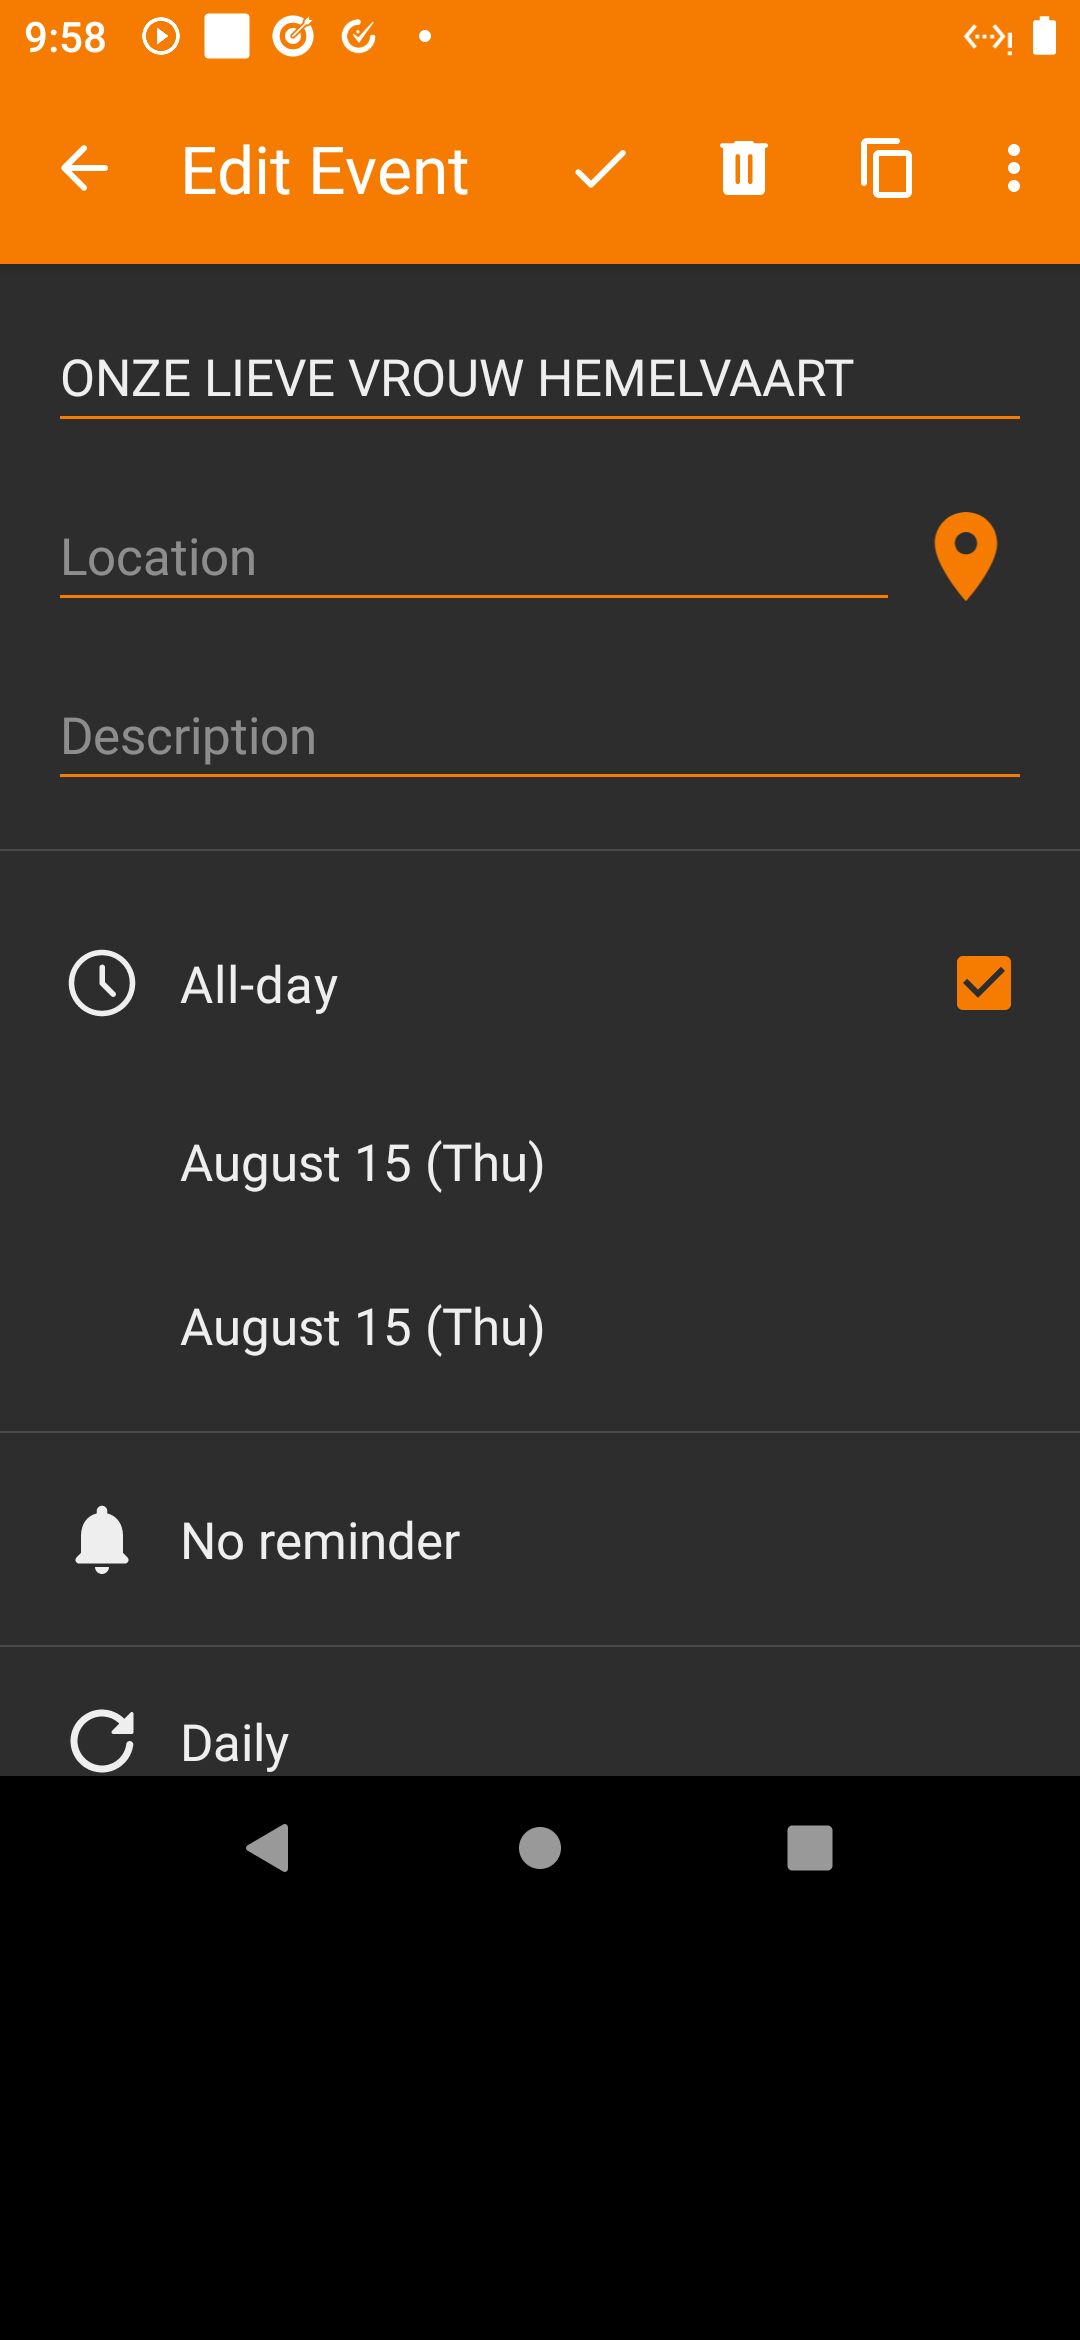 9:58
Edit Event
ONZE LIEVE VROUW HEMELVAART
Location
Description
All-day
August 15 (Thu)
August 15 (Thu)
No reminder
Daily